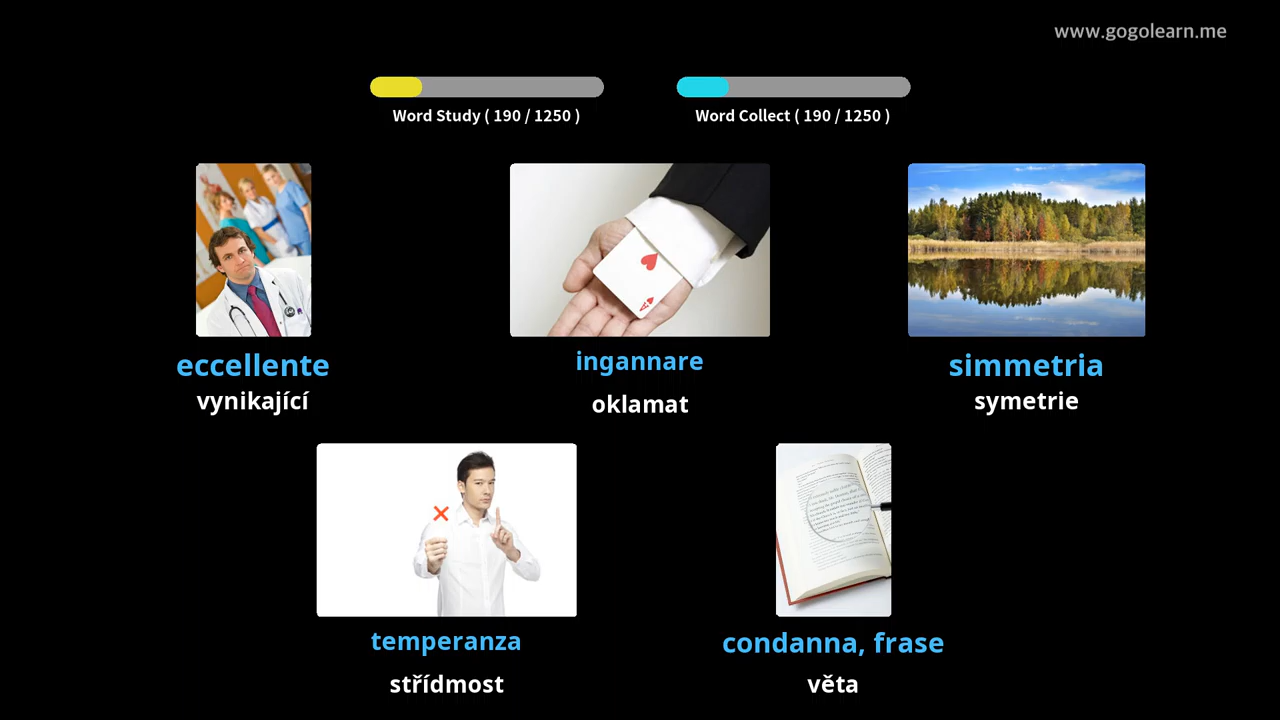 www.gogolearn.me
Word Study ( 190 / 1250 )
Word Collect ( 190 / 1250 )
eccellente
vynikající
ingannare
oklamat
simmetria
symetrie
temperanza
střídmost
condanna, frase
věta